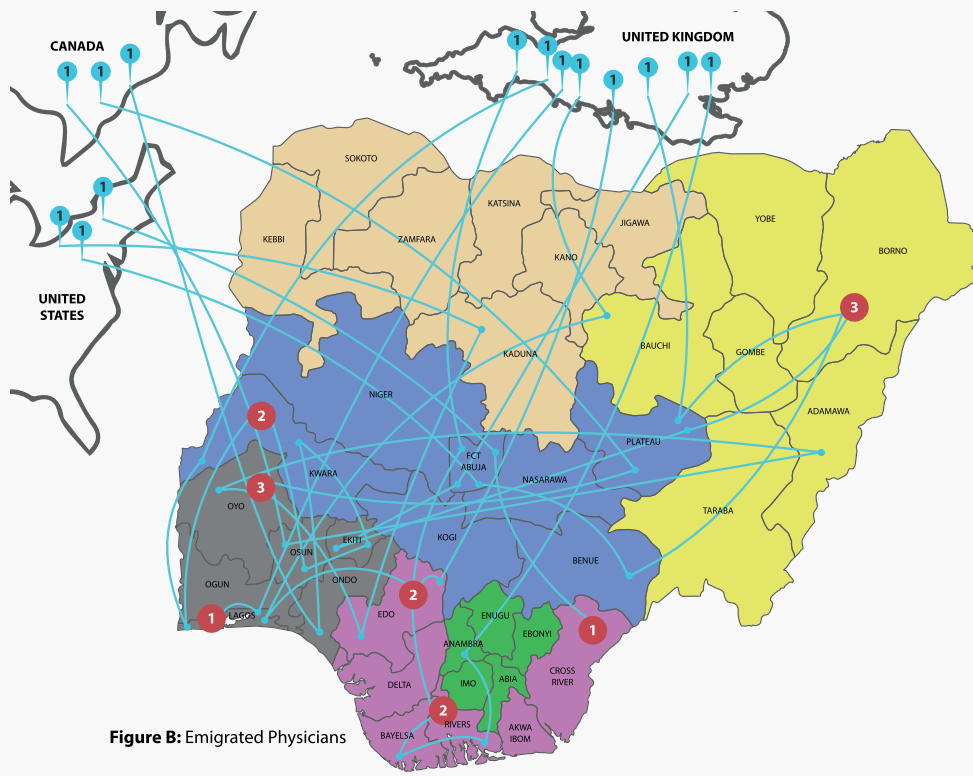 CANADA
1
1
1
UNITED KINGDOM
1
1
1
1
1
1
1
1
1
1
1
UNITED
STATES
SOKOTO
KEBBI
ZAMFARA
KATSINA
KANO
JIGAWA
YOBE
BORNO
KADUNA
BAUCHI
GOMBE
3
ADAMAWA
NIGER
2
KWARA
FCT
ABUJA
NASARAWA
PLATEAU
TARABA
3
OYO
OSUN
EKITI
KOGI
BENUE
OGUN
ONDO
1
LAGOS
2
EDO
ENUGU
EBONYI
1
ANAMBRA
DELTA
IMO
ABIA
CROSS
RIVER
2
RIVERS
BAYELSA
AKWA
IBOM
Figure B: Emigrated Physicians